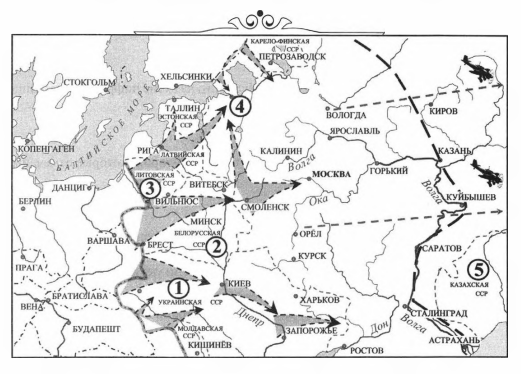 КАРЕЛО-ФИНСКАЯ
ССР
ПЕТРОЗАВОДСК
СТОКГОЛЬМ
ХЕЛЬСИНКИ
БАЛТИЙСКОЕ МОРЕ
ТАЛЛИН
ЭСТОНСКАЯ
ССР
4
ВОЛОГДА
КИРОВ
ЯРОСЛАВЛЬ
КОПЕНГАГЕН
РИГА
ЛАТВИЙСКАЯ
ССР
КАЛИНИН
Волга
КАЗАНЬ
ГОРЬКИЙ
МОСКВА
ЛИТОВСКАЯ
ССР
3
ВИТЕБСК
ДАНЦИГ
ВИЛЬНЮС
СМОЛЕНСК
Ока
Волга
КУЙБЫШЕВ
БЕРЛИН
МИНСК
БЕЛОРУССКАЯ
ССР
2
ОРЁЛ
ВАРШАВА
БРЕСТ
САРАТОВ
КУРСК
ПРАГА
1
КИЕВ
5
КАЗАХСКАЯ
ССР
БРАТИСЛАВА
УКРАИНСКАЯ
ССР
ХАРЬКОВ
ВЕНА
Днепр
Дон
СТАЛИНГРАД
Волга
БУДАПЕШТ
МОЛДАВСКАЯ
ССР
ЗАПОРОЖЬЕ
КИШИНЁВ
РОСТОВ
АСТРАХАНЬ